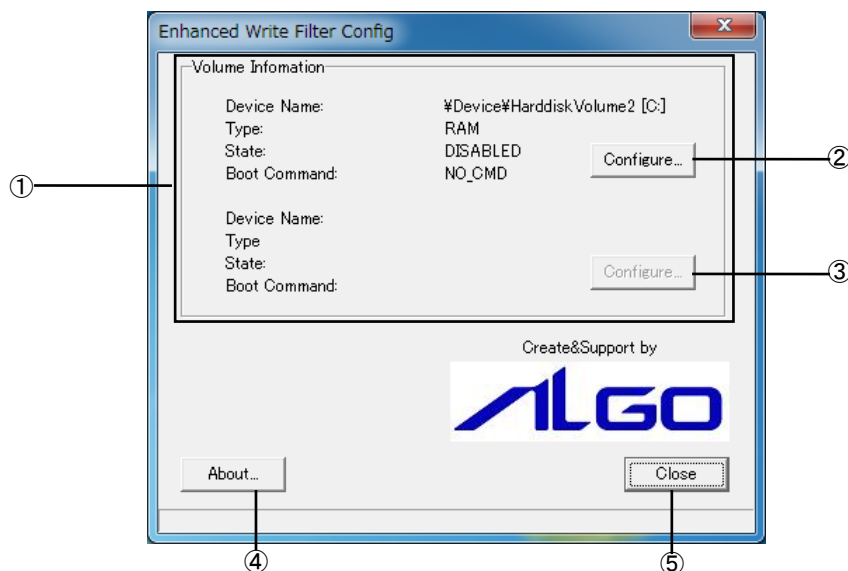 Enhanced Write Filter Config
Volume Infomation
Device Name: ¥Device¥HarddiskVolume2 [C:]
Type: RAM
State: DISABLED
Boot Command: NO_CMD
Configure...
②
①
Device Name:
Type
State:
Boot Command:
Configure...
③
Create&Support by
ALGO
About...
Close
④
⑤